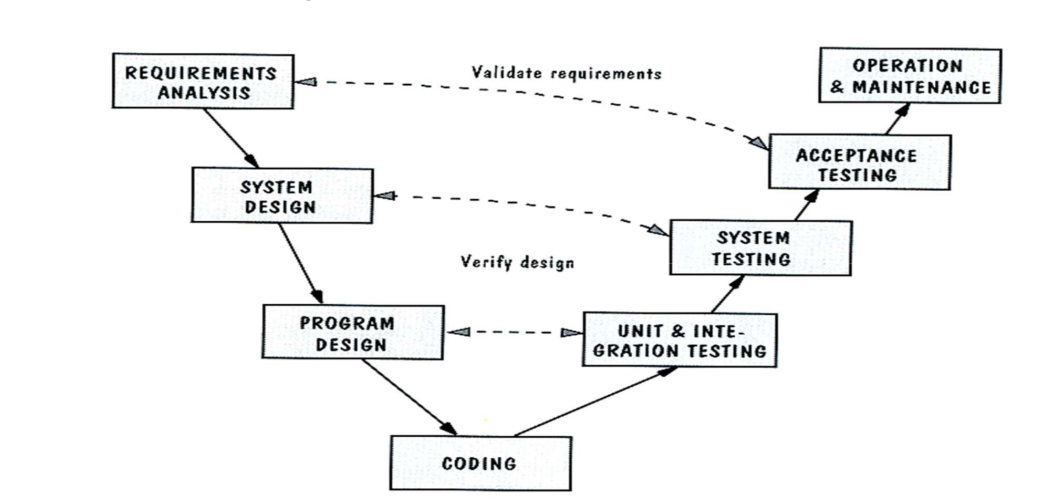 REQUIREMENTS
ANALYSIS
Validate requirements
OPERATION
& MAINTENANCE
ACCEPTANCE
TESTING
SYSTEM
DESIGN
SYSTEM
TESTING
Verify design
PROGRAM
DESIGN
UNIT & INTE-
GRATION TESTING
CODING